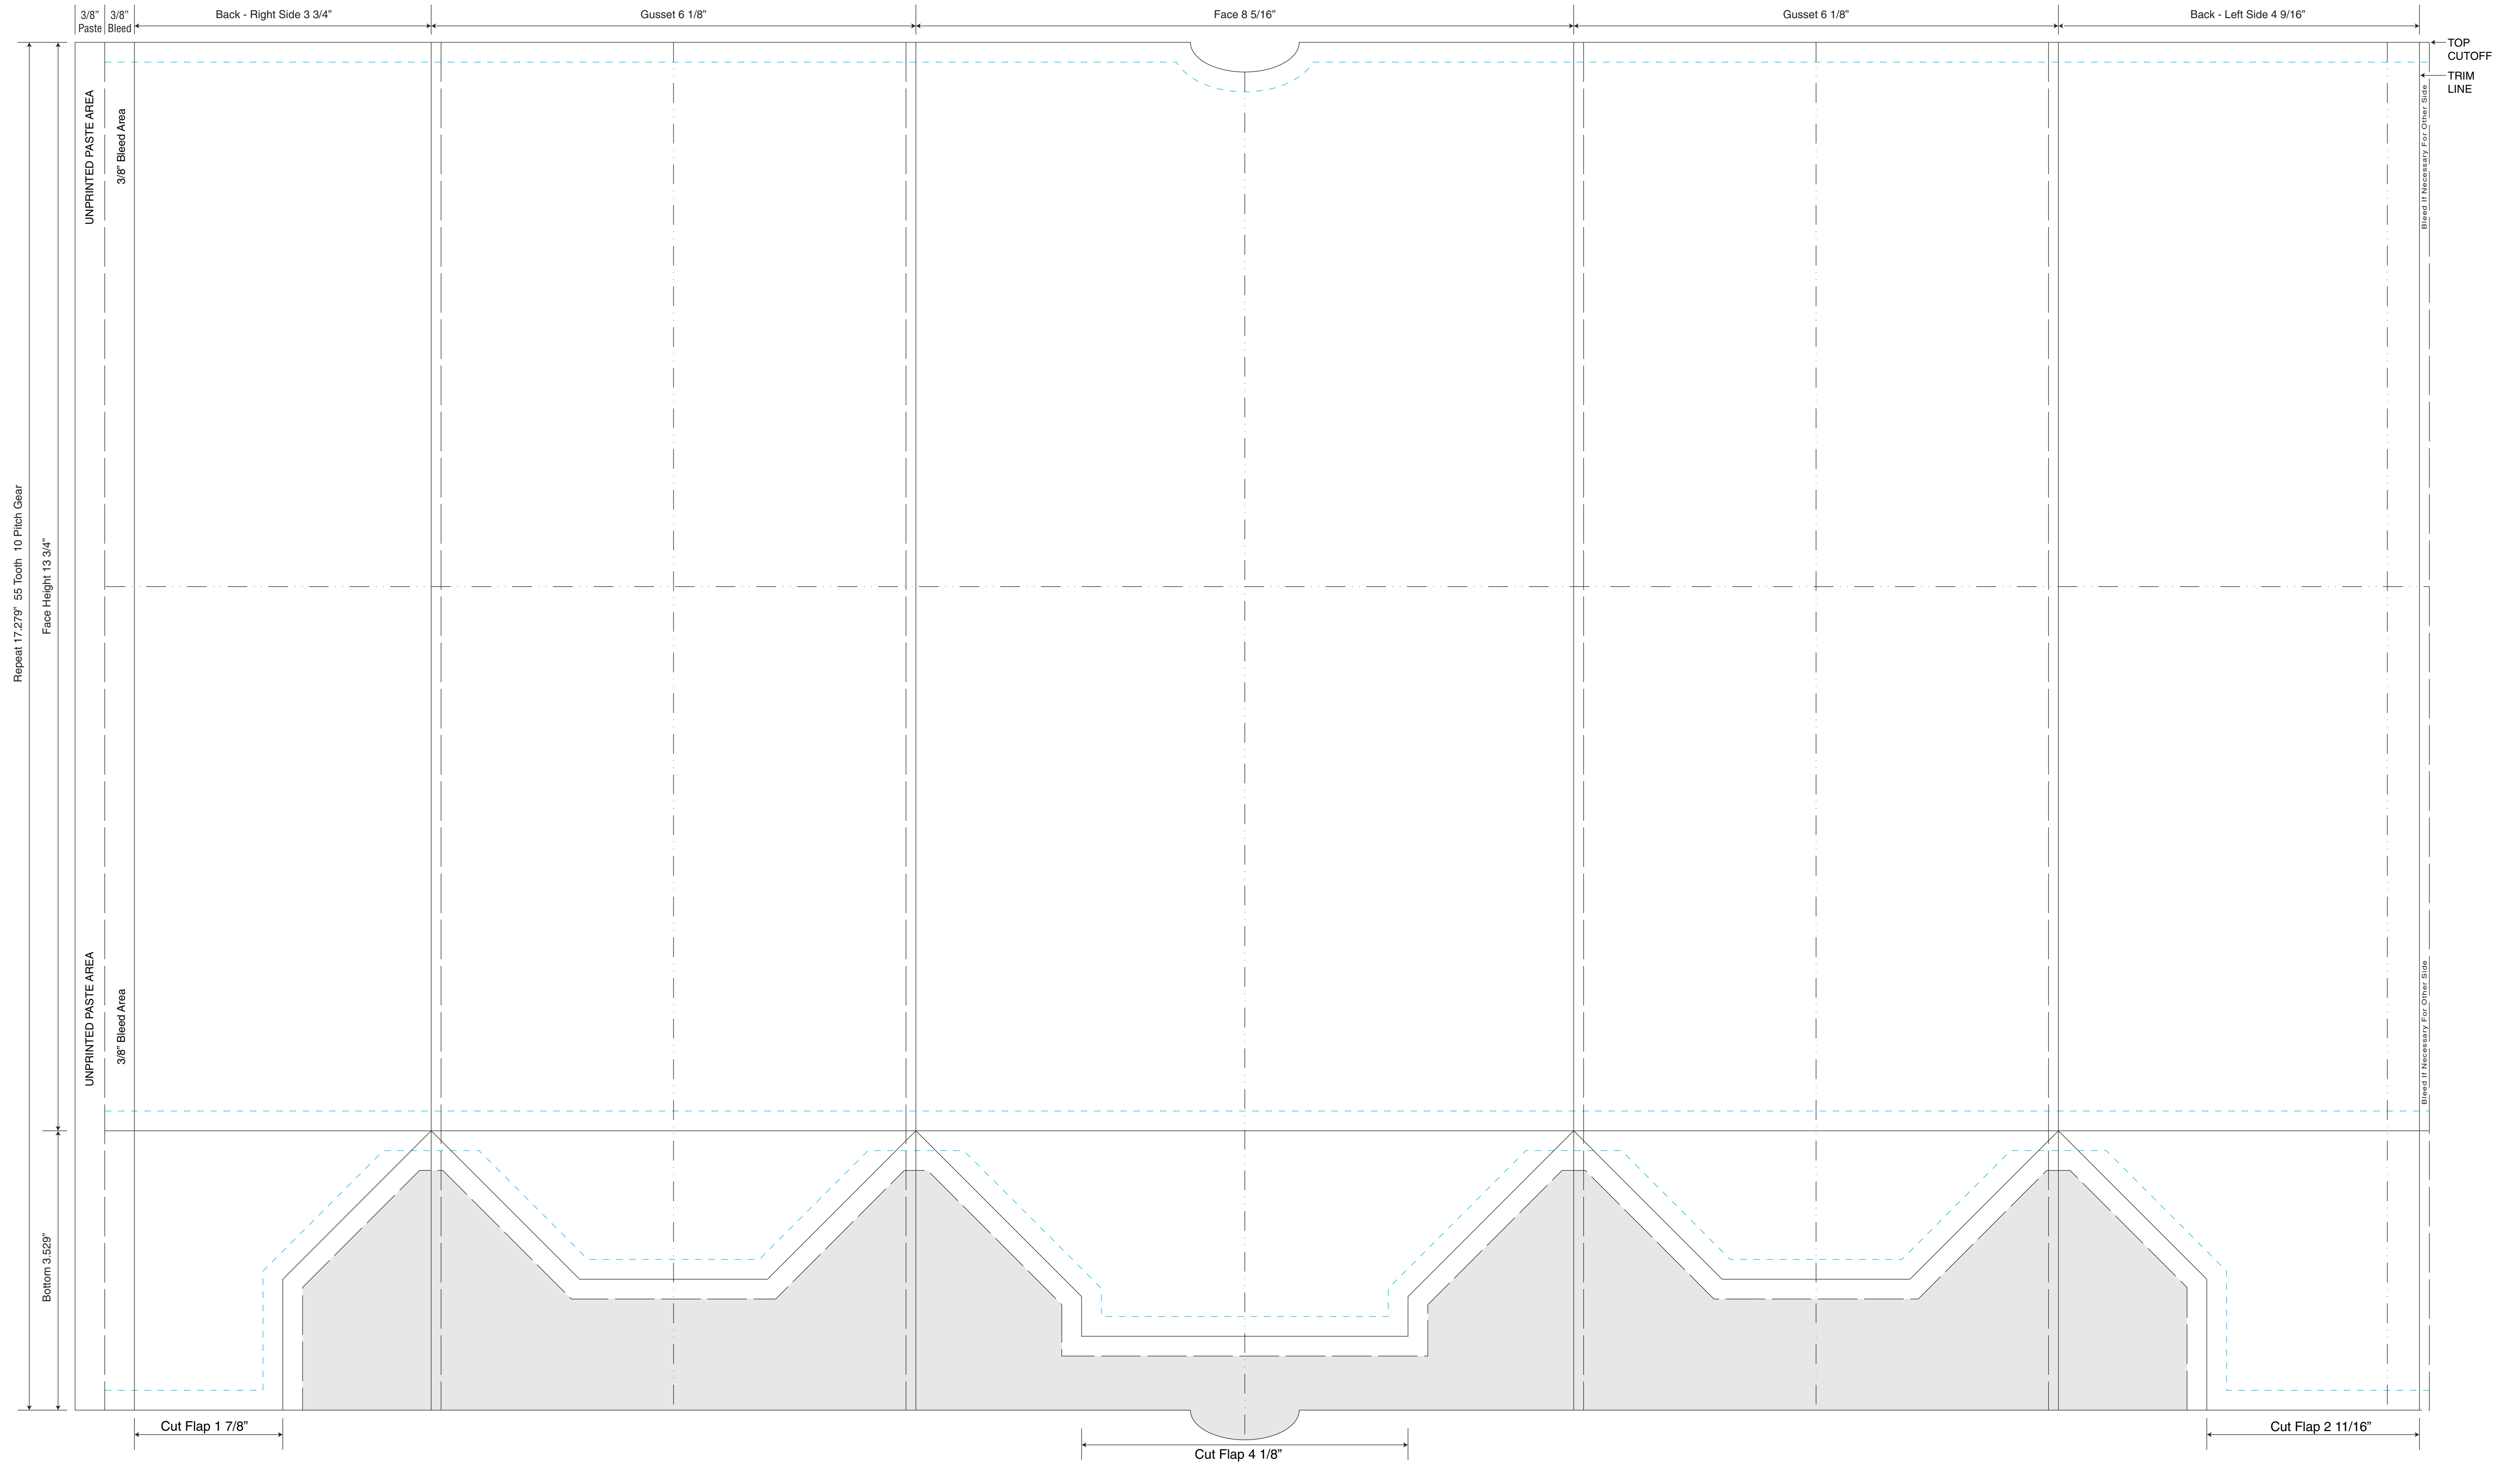 3/8”
Paste
3/8”
Bleed
Back - Right Side 3 3/4”
Gusset 6 1/8”
Face 8 5/16”
Gusset 6 1/8”
Back - Left Side 4 9/16”
TOP
CUTOFF
TRIM
LINE
UNPRINTED PASTE AREA
3/8” Bleed Area
Bleed If Necessary For Other Side
Repeat 17.279”  55 Tooth  10 Pitch Gear
Face Height 13 3/4”
UNPRINTED PASTE AREA
3/8” Bleed Area
Bleed If Necessary For Other Side
Bottom 3.529”
Cut Flap 1 7/8”
Cut Flap 4 1/8”
Cut Flap 2 11/16”